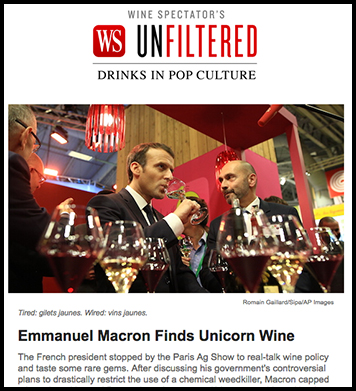 WINE SPECTATOR'S
WS UNFILTERED
DRINKS IN POP CULTURE
Romain Gaillard/Sipa/AP Images
Tired: gilets jaunes. Wired: vins jaunes.
Emmanuel Macron Finds Unicorn Wine
The French president stopped by the Paris Ag Show to real-talk wine policy
and taste some rare gems. After discussing his government's controversial
plans to drastically restrict the use of a chemical weedkiller, Macron capped